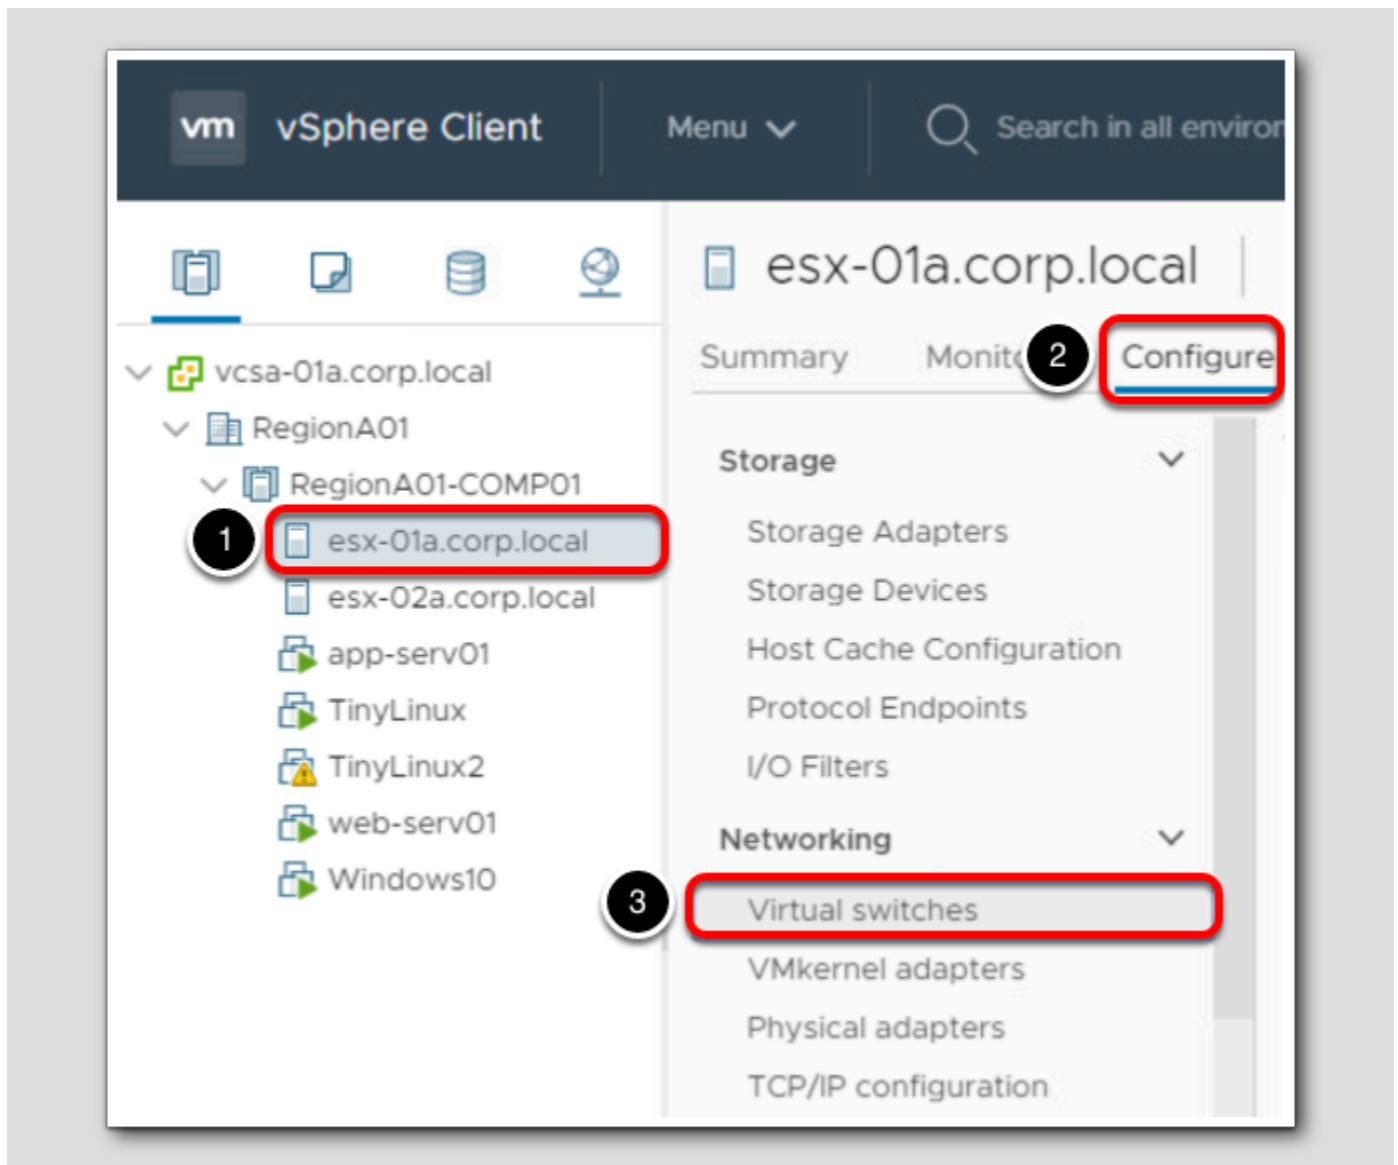 vm vSphere Client Menu Search in all
esx-01a.corp.local
Summary 2 Configure
vcsa-01a.corp.local
RegionA01
RegionA01-COMP01
1 esx-01a.corp.local
esx-02a.corp.local
app-serv01
TinyLinux
TinyLinux2
web-serv01
Windows10
Storage
Storage Adapters
Storage Devices
Host Cache Configuration
Protocol Endpoints
I/O Filters
Networking
3 Virtual switches
VMkernel adapters
Physical adapters
TCP/IP configuration